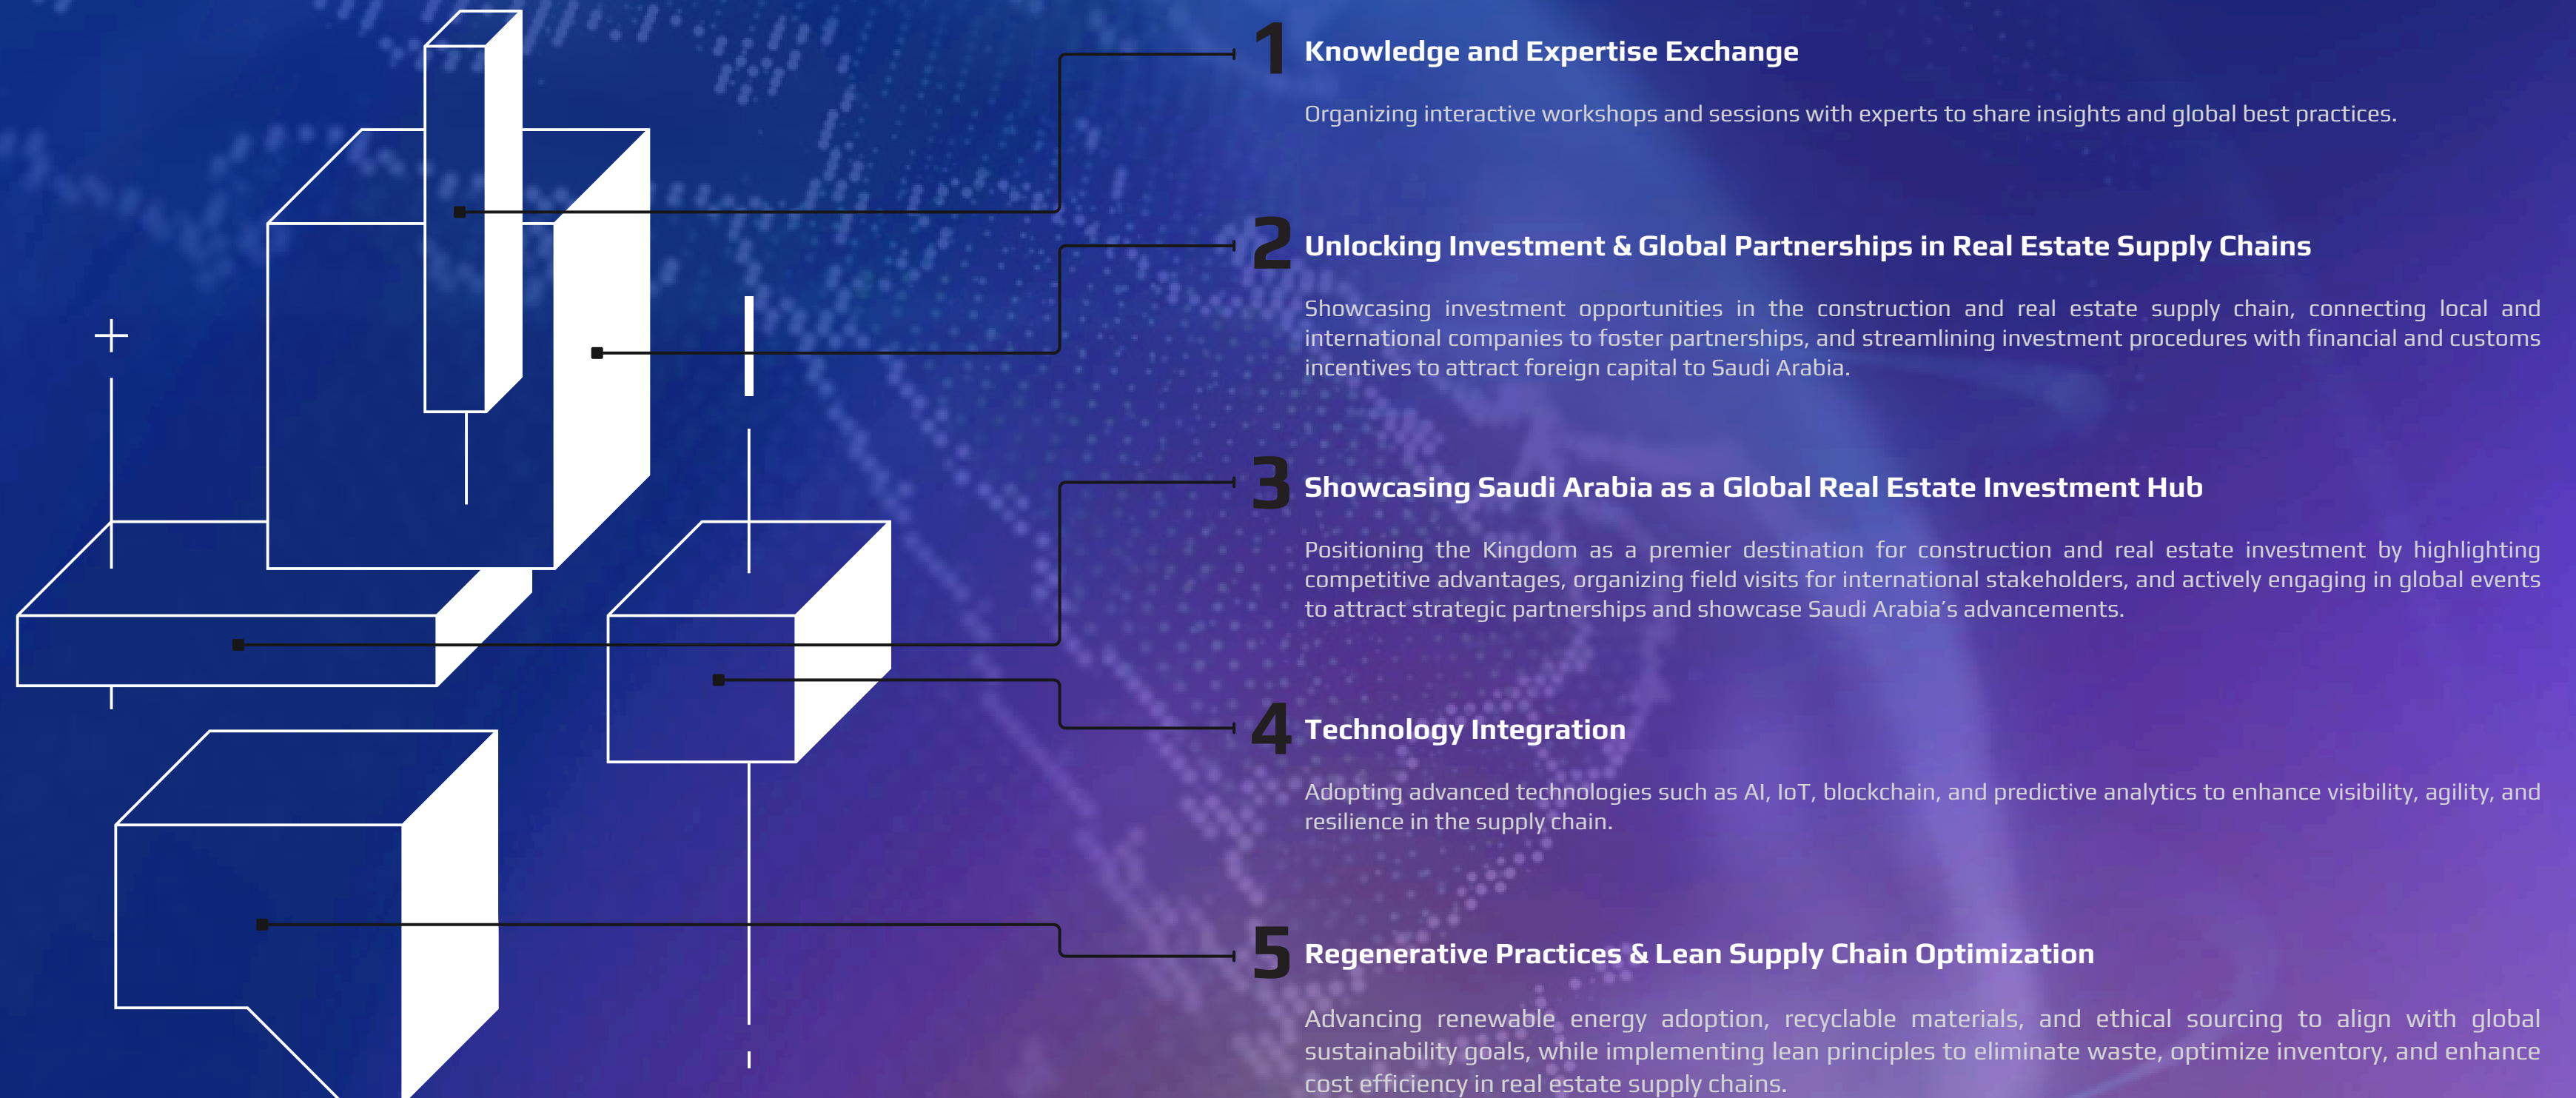 1 Knowledge and Expertise Exchange
Organizing interactive workshops and sessions with experts to share insights and global best practices.
2 Unlocking Investment & Global Partnerships in Real Estate Supply Chains
Showcasing investment opportunities in the construction and real estate supply chain, connecting local and
international companies to foster partnerships, and streamlining investment procedures with financial and customs
incentives to attract foreign capital to Saudi Arabia.
3 Showcasing Saudi Arabia as a Global Real Estate Investment Hub
Positioning the Kingdom as a premier destination for construction and real estate investment by highlighting
competitive advantages, organizing field visits for international stakeholders, and actively engaging in global events
to attract strategic partnerships and showcase Saudi Arabia's advancements.
4 Technology Integration
Adopting advanced technologies such as AI, IoT, blockchain, and predictive analytics to enhance visibility, agility, and
resilience in the supply chain.
5 Regenerative Practices & Lean Supply Chain Optimization
Advancing renewable energy adoption, recyclable materials, and ethical sourcing to align with global
sustainability goals, while implementing lean principles to eliminate waste, optimize inventory, and enhance
cost efficiency in real estate supply chains.